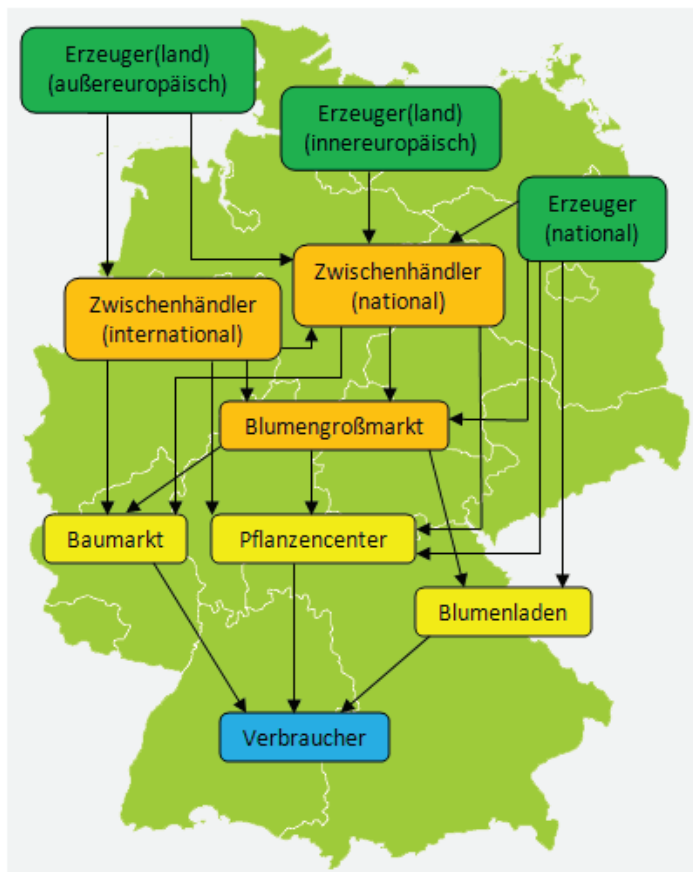 Erzeuger(land)
(außereuropäisch)
Erzeuger(land)
(innereuropäisch)
Erzeuger
(national)
Zwischenhändler
(national)
Zwischenhändler
(international)
Blumengroßmarkt
Baumarkt
Pflanzencenter
Blumenladen
Verbraucher